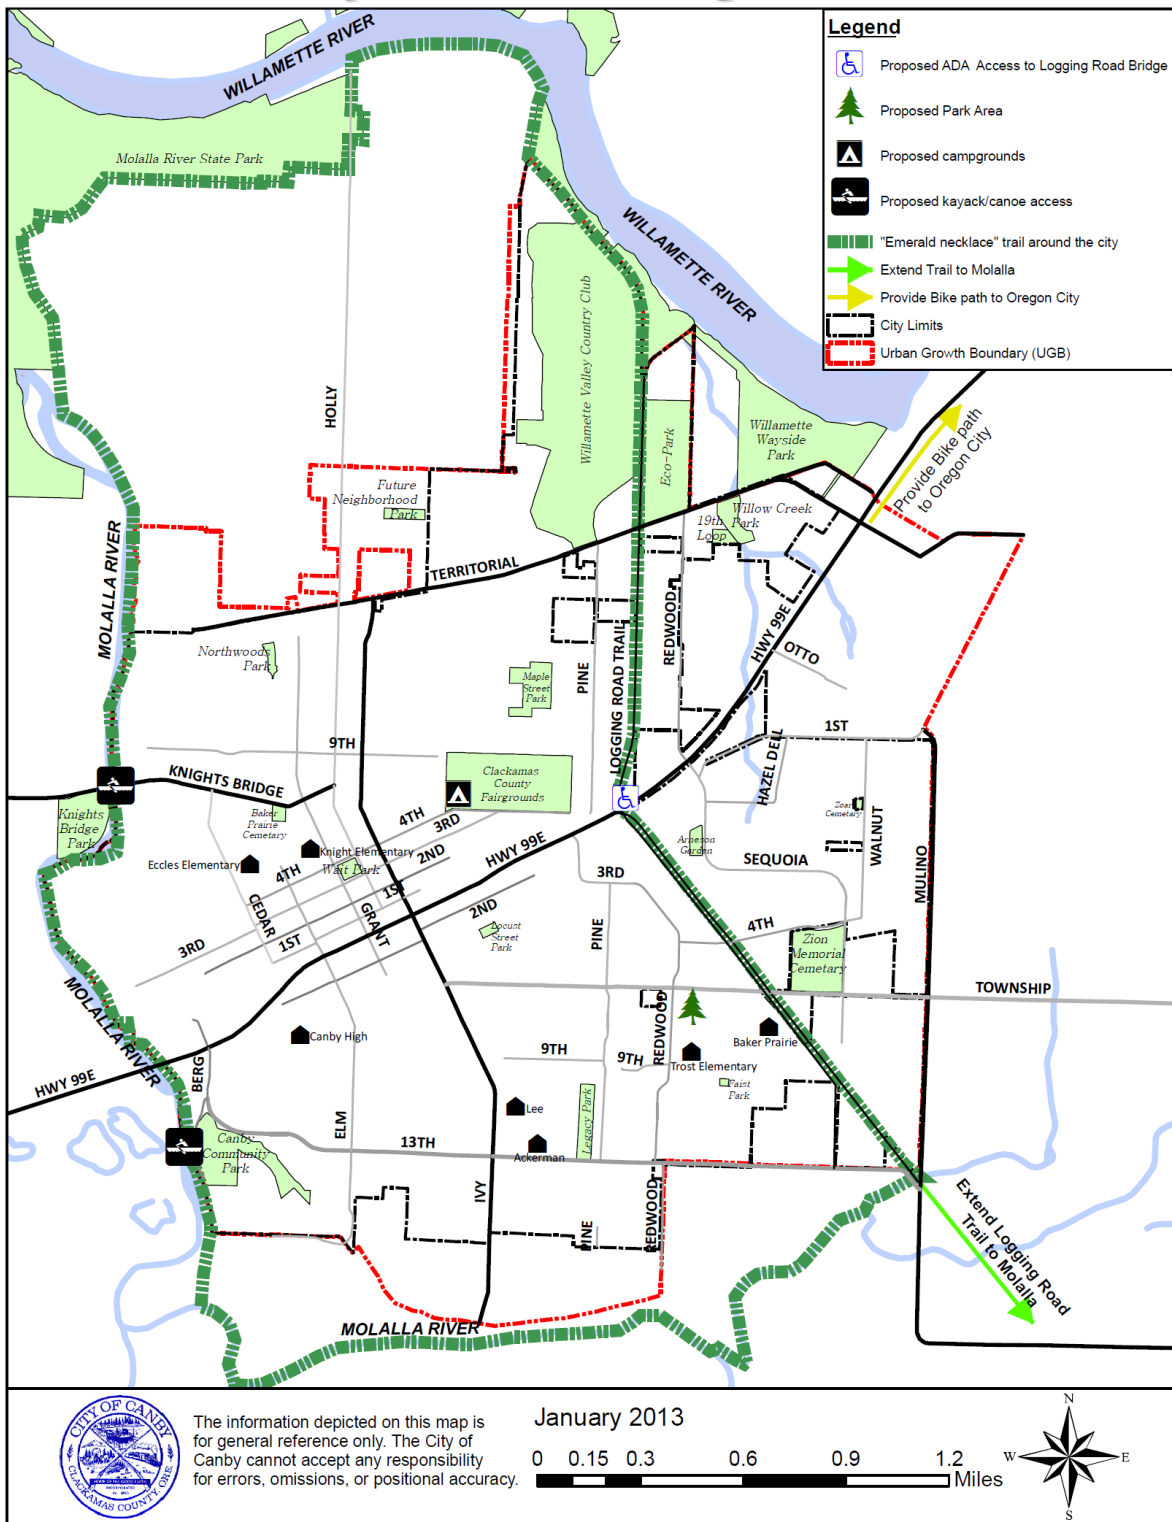 WILLAMETTE RIVER
Legend
Proposed ADA  Access to Logging Road Bridge
Proposed Park Area
Proposed campgrounds
Proposed kayack/canoe access
"Emerald necklace" trail around the city
Extend Trail to Molalla
Provide Bike path to Oregon City
City Limits
Urban Growth Boundary (UGB)
Molalla River State Park
WILLAMETTE RIVER
Willamette Valley Country Club
HOLLY
Eco-Park
Willamette
Wayside
Park
Provide Bike path
to Oregon City
Future
Neighborhood
Park
Willow Creek
Park
19th
Loop
MOLALLA RIVER
TERRITORIAL
REDWOOD
HWY 99E
OTTO
Northwoods
Park
PINE
LOGGING ROAD TRAIL
Maple
Street
Park
9TH
1ST
HAZEL DELL
KNIGHTS BRIDGE
Clackamas
County
Fairgrounds
Knights
Bridge
Park
Baker
Prairie
Cemetery
4TH
3RD
Zoar
Cemetary
WALNUT
Arneson
Garden
SEQUOIA
MULINO
Knight Elementary
Eccles Elementary
Wait Park
2ND
HWY 99E
4TH
1ST
3RD
CEDAR
GRANT
2ND
3RD
1ST
Locust
Street
Park
PINE
4TH
Zion
Memorial
Cemetary
MOLALLA RIVER
TOWNSHIP
REDWOOD
Canby High
Baker Prairie
9TH
9TH
Trost Elementary
HWY 99E
BERG
Faist
Park
Lee
Legacy Park
ELM
13TH
Canby
Community
Park
Ackerman
IVY
PINE
REDWOOD
Extend Logging Road
Trail to Molalla
MOLALLA RIVER
CITY OF CANBY
CLACKAMAS COUNTY, ORE
INCORPORATED
The information depicted on this map is
for general reference only. The City of
Canby cannot accept any responsibility
for errors, omissions, or positional accuracy.
January 2013
0 0.15 0.3 0.6 0.9 1.2
Miles
N
W E
S